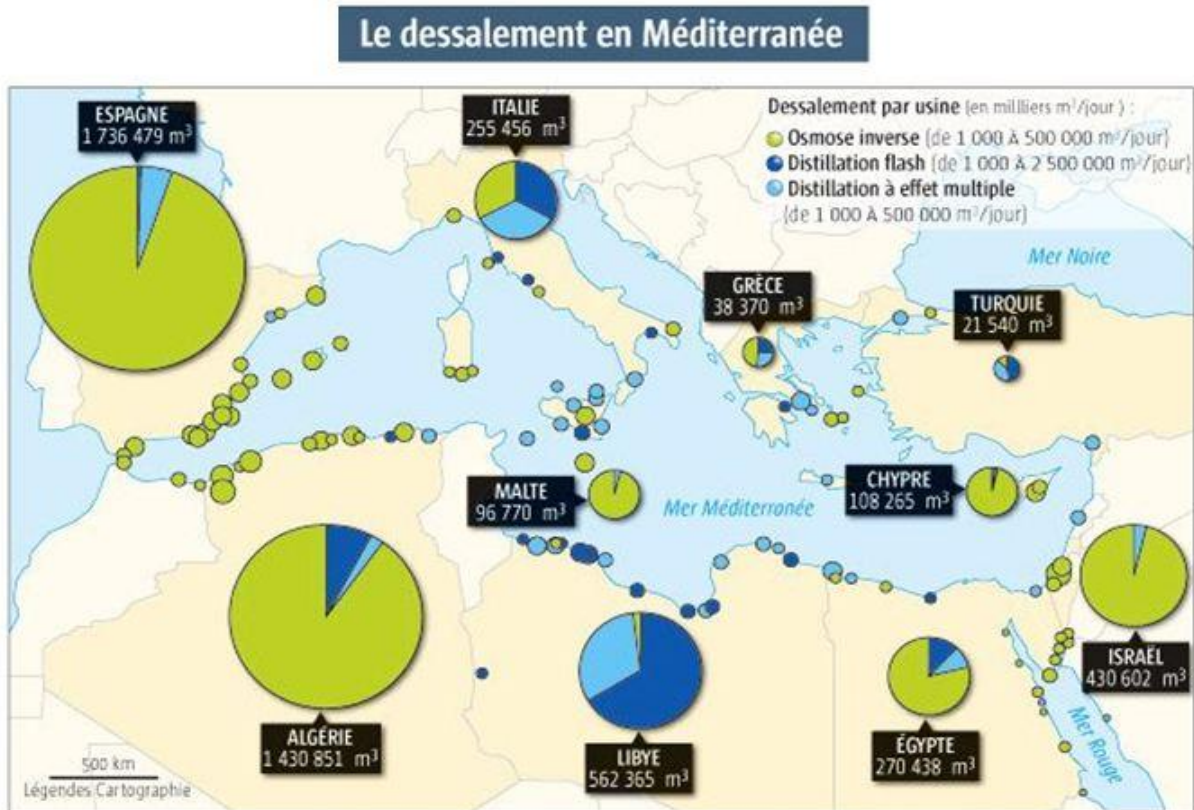 Le dessalement en Méditerranée
ESPAGNE
1 736 479 m³
ITALIE
255 456 m³
Dessalement par usine (en millliers m³/jour) :
Osmose inverse (de 1 000 À 500 000 m³/jour)
Distillation flash (de 1 000 À 2 500 000 m³/jour)
Distillation à effet multiple
(de 1 000 À 500 000 m³/jour)
Mer Noire
GRÈCE
38 370 m³
TURQUIE
21 540 m³
MALTE
96 770 m³
Mer Méditerranée
CHYPRE
108 265 m³
ALGÉRIE
1 430 851 m³
LIBYE
562 365 m³
ÉGYPTE
270 438 m³
ISRAËL
430 602 m³
Mer Rouge
500 km
Légendes Cartographie